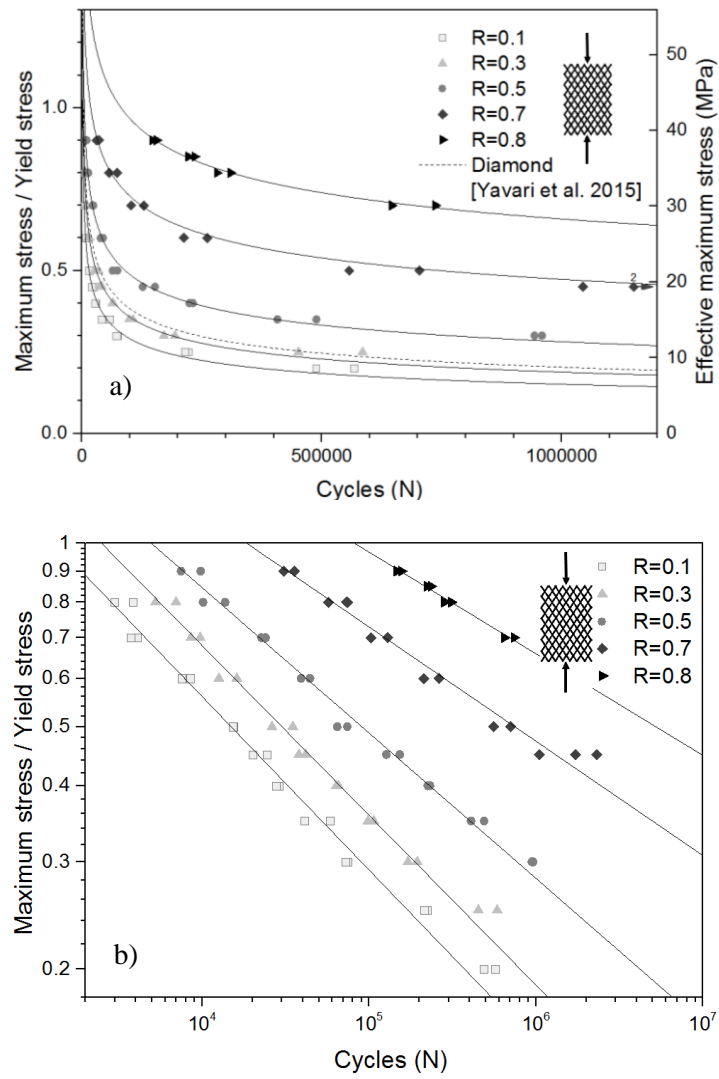 R=0.1
R=0.3
R=0.5
R=0.7
R=0.8
Diamond
[Yavari et al. 2015]
2
a)
1.0
0.5
0.0
Maximum stress / Yield stress
50
40
30
20
10
0
Effective maximum stress (MPa)
0
500000
1000000
Cycles (N)
R=0.1
R=0.3
R=0.5
R=0.7
R=0.8
b)
1
0.9
0.8
0.7
0.6
0.5
0.4
0.3
0.2
Maximum stress / Yield stress
10⁴
10⁵
10⁶
10⁷
Cycles (N)